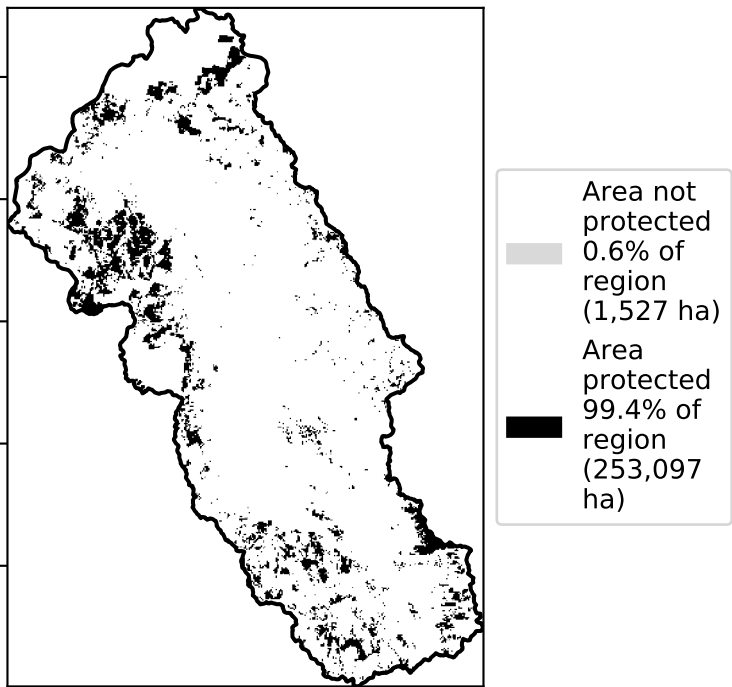 Area not
protected
0.6% of
region
(1,527 ha)
Area
protected
99.4% of
region
(253,097
ha)